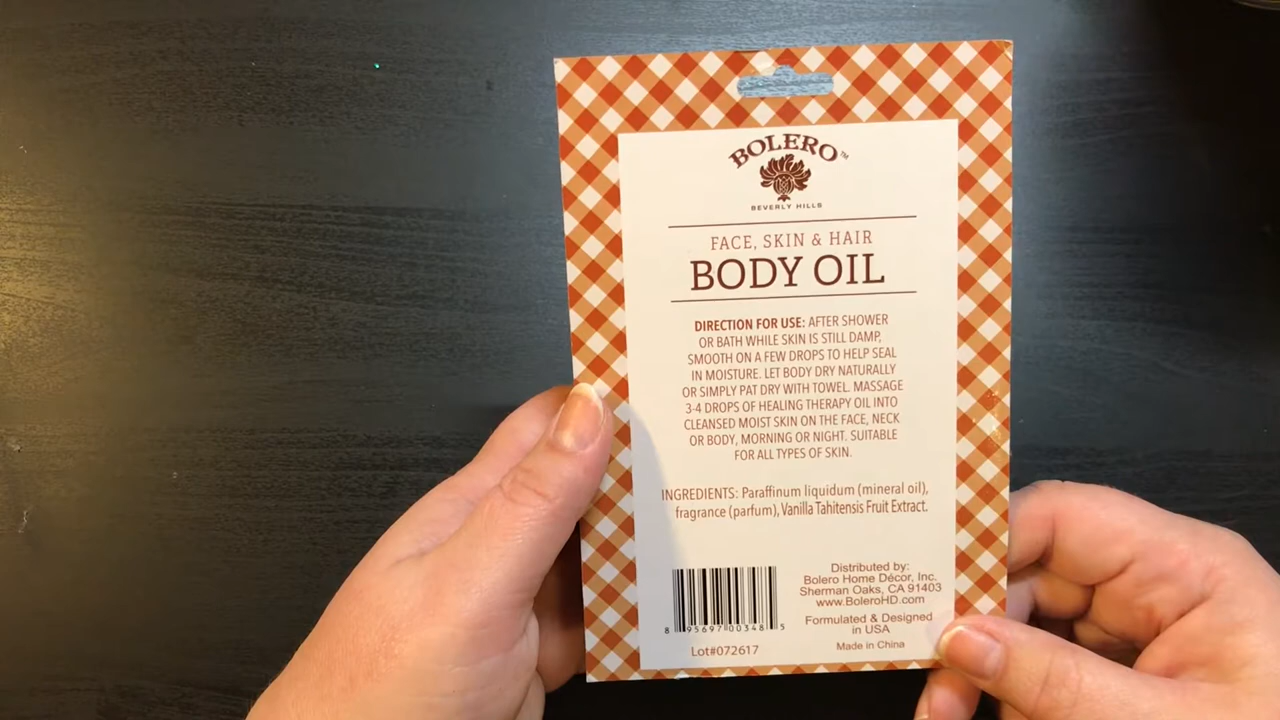 BOLERO™
BEVERLY HILLS
FACE, SKIN & HAIR
BODY OIL
DIRECTION FOR USE: AFTER SHOWER
OR BATH WHILE SKIN IS STILL DAMP,
SMOOTH ON A FEW DROPS TO HELP SEAL
IN MOISTURE. LET BODY DRY NATURALLY
OR SIMPLY PAT DRY WITH TOWEL. MASSAGE
3-4 DROPS OF HEALING THERAPY OIL INTO
CLEANSED MOIST SKIN ON THE FACE, NECK
OR BODY, MORNING OR NIGHT. SUITABLE
FOR ALL TYPES OF SKIN.
INGREDIENTS: Paraffinum liquidum (mineral oil),
fragrance (parfum), Vanilla Tahitensis Fruit Extract.
8 95697 00348 5
Lot#072617
Distributed by:
Bolero Home Décor, Inc.
Sherman Oaks, CA 91403
www.BoleroHD.com
Formulated & Designed
in USA
Made in China